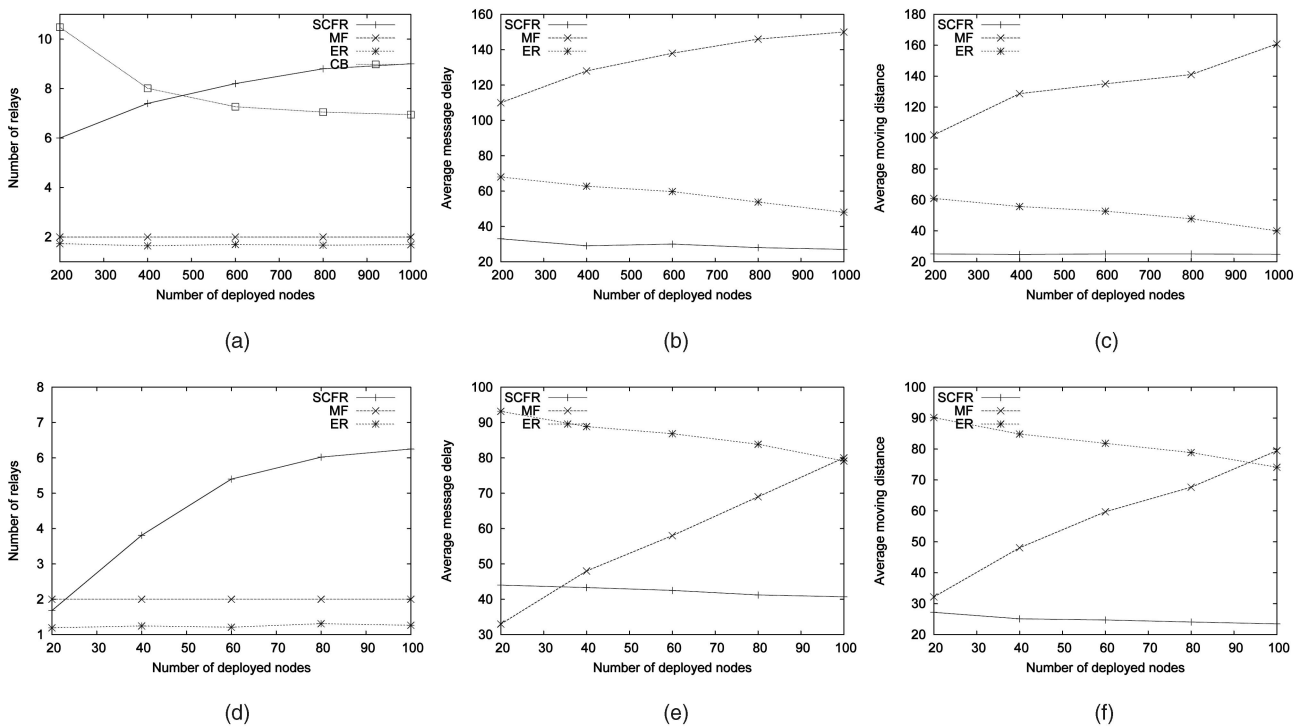 10
8
6
4
2
200 300 400 500 600 700 800 900 1000
Number of relays
Number of deployed nodes
SCFR
MF
ER
CB
(a)
160
140
120
100
80
60
40
20
200 300 400 500 600 700 800 900 1000
Average message delay
Number of deployed nodes
SCFR
MF
ER
(b)
180
160
140
120
100
80
60
40
20
200 300 400 500 600 700 800 900 1000
Average moving distance
Number of deployed nodes
SCFR
MF
ER
(c)
8
7
6
5
4
3
2
1
20 30 40 50 60 70 80 90 100
Number of relays
Number of deployed nodes
SCFR
MF
ER
(d)
100
90
80
70
60
50
40
30
20 30 40 50 60 70 80 90 100
Average message delay
Number of deployed nodes
SCFR
MF
ER
(e)
100
90
80
70
60
50
40
30
20
20 30 40 50 60 70 80 90 100
Average moving distance
Number of deployed nodes
SCFR
MF
ER
(f)